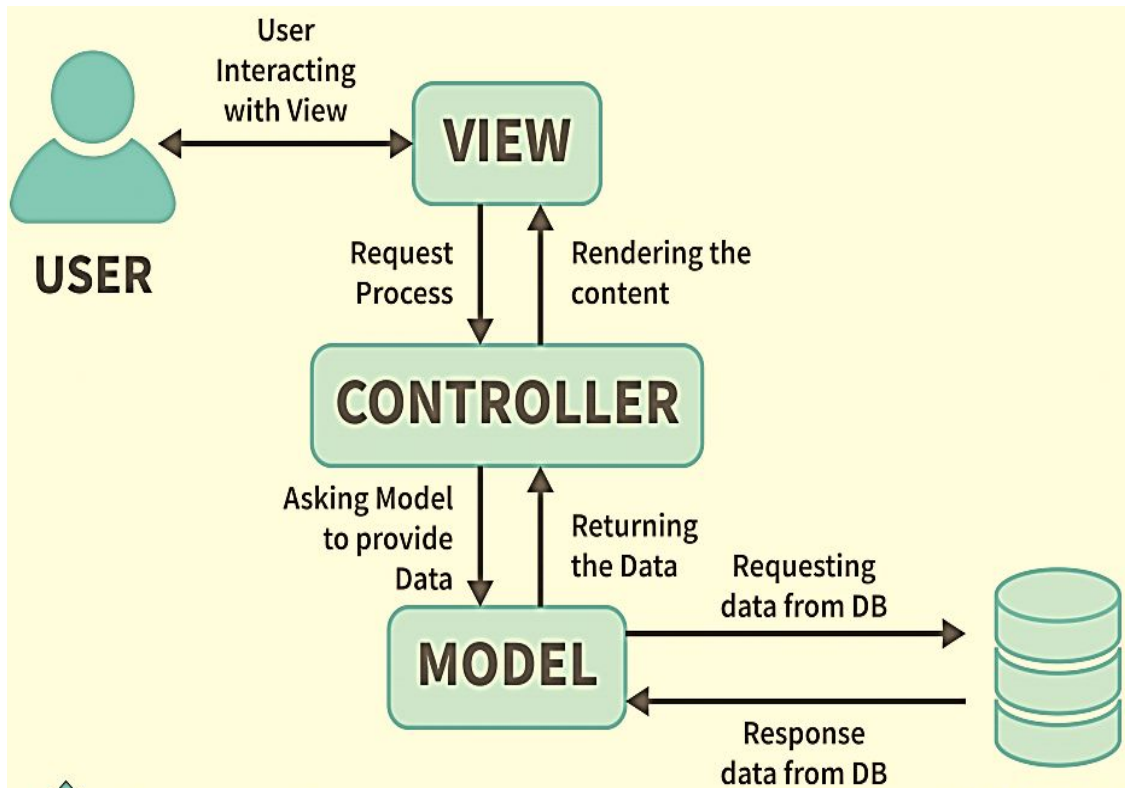 User
Interacting
with View
VIEW
USER
Request
Process
Rendering the
content
CONTROLLER
Asking Model
to provide
Data
Returning
the Data
Requesting
data from DB
MODEL
Response
data from DB